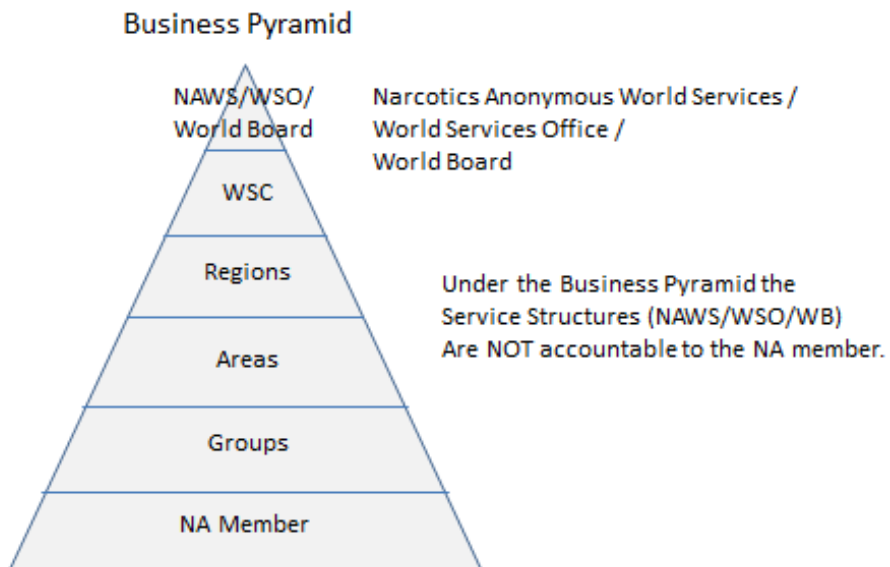 Business Pyramid
NAWS/WSO/
World Board
Narcotics Anonymous World Services /
World Services Office /
World Board
WSC
Regions
Under the Business Pyramid the
Service Structures (NAWS/WSO/WB)
Are NOT accountable to the NA member.
Areas
Groups
NA Member